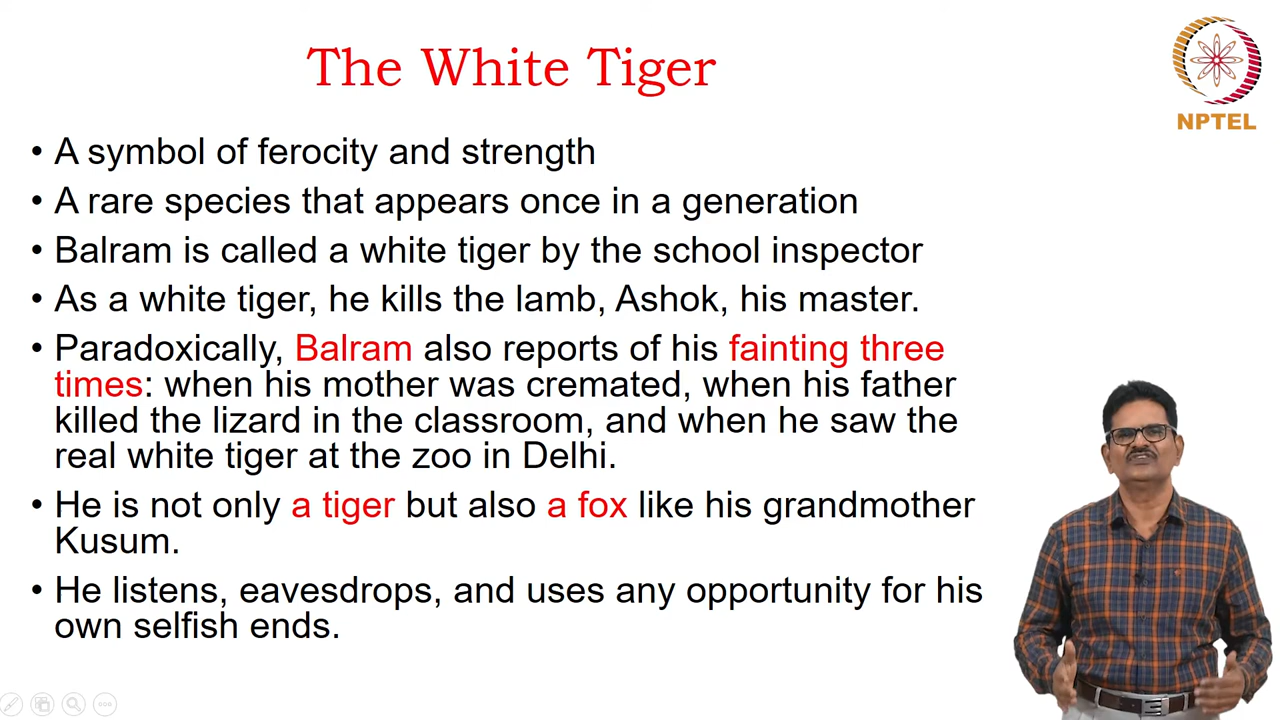 The White Tiger
NPTEL
• A symbol of ferocity and strength
• A rare species that appears once in a generation
• Balram is called a white tiger by the school inspector
• As a white tiger, he kills the lamb, Ashok, his master.
• Paradoxically, Balram also reports of his fainting three
times: when his mother was cremated, when his father
killed the lizard in the classroom, and when he saw the
real white tiger at the zoo in Delhi.
• He is not only a tiger but also a fox like his grandmother
Kusum.
• He listens, eavesdrops, and uses any opportunity for his
own selfish ends.